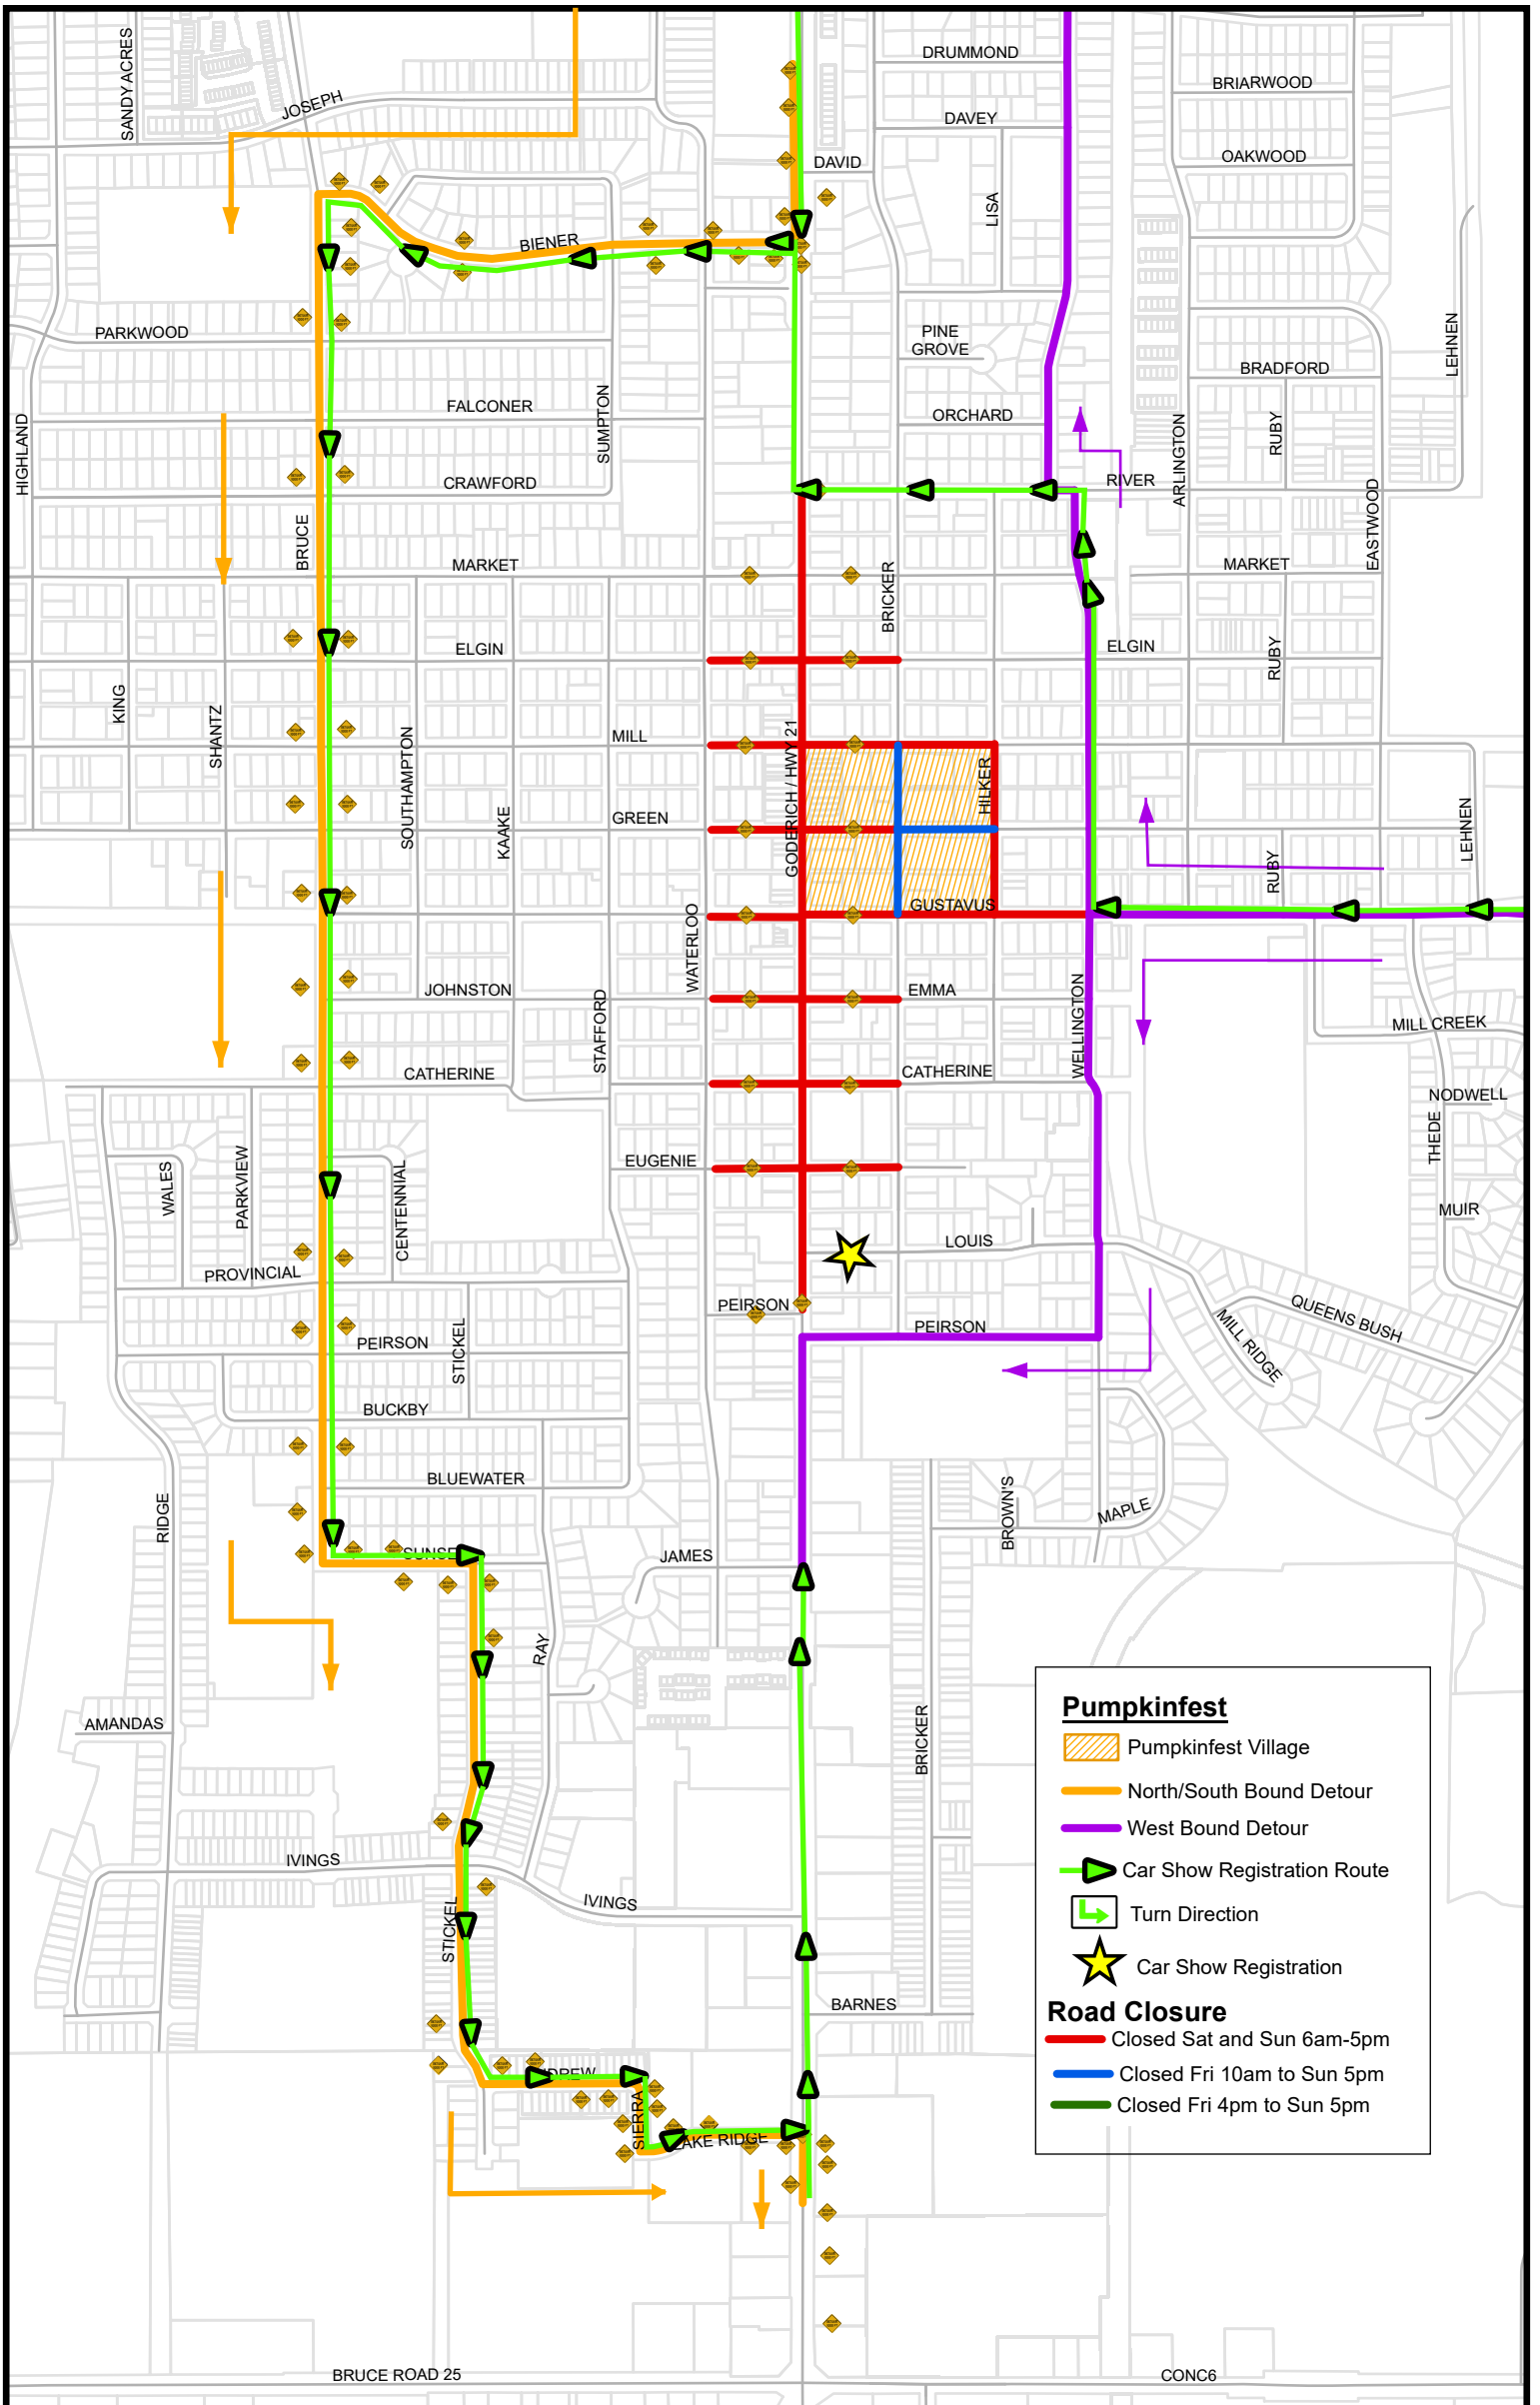 SANDY ACRES
JOSEPH
DRUMMOND
BRIARWOOD
DAVEY
OAKWOOD
DAVID
LISA
BIENER
PARKWOOD
PINE
GROVE
LEHNEN
BRADFORD
FALCONER
SUMPTON
ORCHARD
HIGHLAND
ARLINGTON
RUBY
CRAWFORD
RIVER
BRUCE
EASTWOOD
MARKET
BRICKER
MARKET
ELGIN
ELGIN
RUBY
KING
SHANTZ
MILL
GODERICH / HWY 21
HILKER
SOUTHAMPTON
KAAKE
GREEN
LEHNEN
RUBY
GUSTAVUS
WATERLOO
JOHNSTON
EMMA
STAFFORD
WELLINGTON
MILL CREEK
CATHERINE
CATHERINE
NODWELL
THEDE
WALES
PARKVIEW
CENTENNIAL
EUGENIE
MUIR
LOUIS
PROVINCIAL
PEIRSON
PEIRSON
QUEENS BUSH
MILL RIDGE
PEIRSON
STICKEL
BUCKBY
BLUEWATER
RIDGE
BROWN'S
MAPLE
JAMES
RAY
AMANDAS
BRICKER
IVINGS
IVINGS
STICKEL
BARNES
SIERRA
LAKE RIDGE
Pumpkinfest
Pumpkinfest Village
North/South Bound Detour
West Bound Detour
Car Show Registration Route
Turn Direction
Car Show Registration
Road Closure
Closed Sat and Sun 6am-5pm
Closed Fri 10am to Sun 5pm
Closed Fri 4pm to Sun 5pm
BRUCE ROAD 25
CONC6